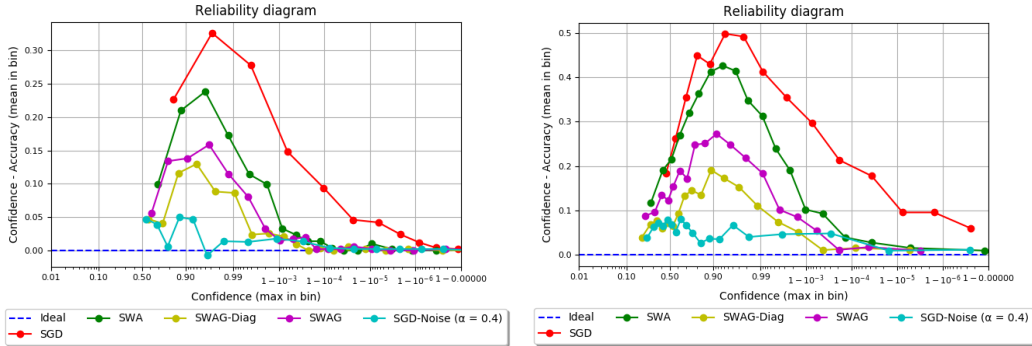 Reliability diagram
Confidence - Accuracy (mean in bin)
0.30
0.25
0.20
0.15
0.10
0.05
0.00
0.01 0.10 0.50 0.90 0.99 1−10−3 1−10−4 1−10−5 1−10−6 1-0.00000
Confidence (max in bin)
Ideal SWA SWAG-Diag SWAG SGD-Noise (α = 0.4)
SGD
Reliability diagram
Confidence - Accuracy (mean in bin)
0.5
0.4
0.3
0.2
0.1
0.0
0.01 0.10 0.50 0.90 0.99 1−10−3 1−10−4 1−10−5 1−10−6 1-0.00000
Confidence (max in bin)
Ideal SWA SWAG-Diag SWAG SGD-Noise (α = 0.4)
SGD